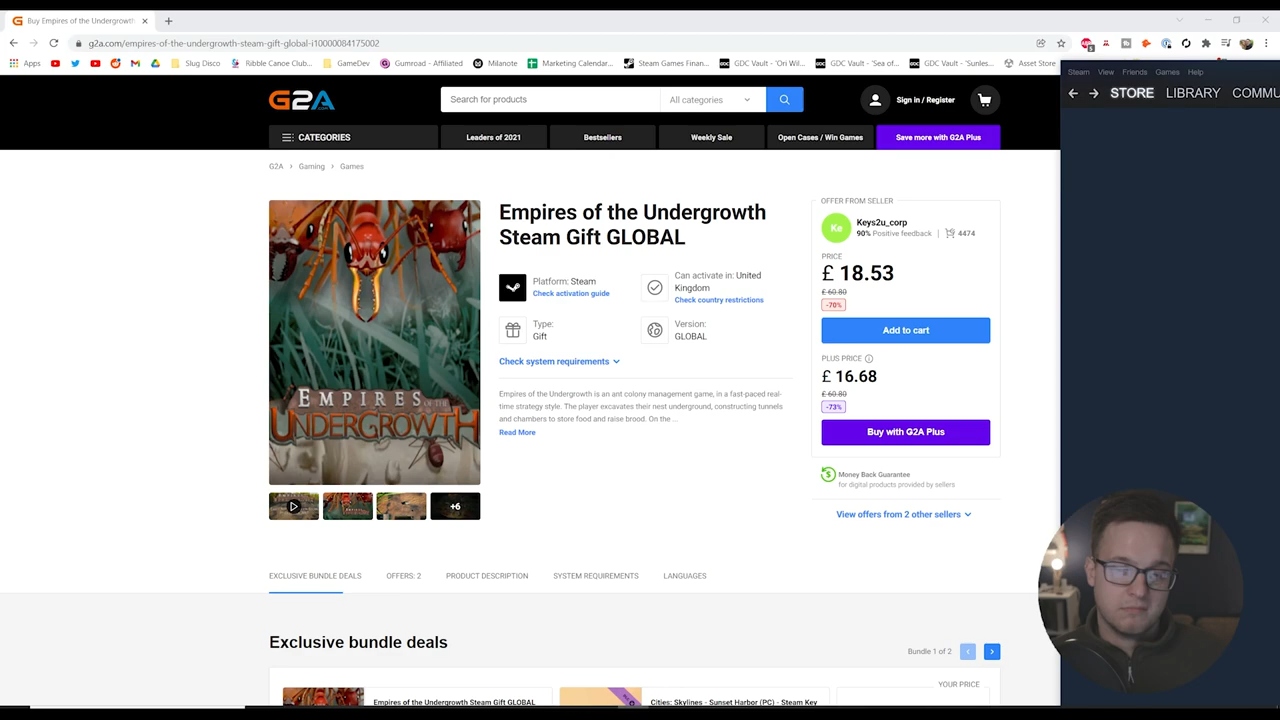 Buy Empires of the Undergrowth
g2a.com/empires-of-the-undergrowth-steam-gift-global-i10000084175002
Apps
Slug Disco
Ribble Canoe Club...
GameDev
Gumroad - Affiliated
Milanote
Marketing Calendar...
Steam Games Finan...
GDC Vault - 'On Wil...
GDC Vault - 'Sea of...
GDC Vault - 'Sunles...
Asset Store
Steam View Friends Games Help
STORE LIBRARY COMMU
G2A.COM
Search for products
All categories
Sign in / Register
CATEGORIES
Leaders of 2021
Bestsellers
Weekly Sale
Open Cases / Win Games
Save more with G2A Plus
G2A > Gaming > Games
EMPIRES OF THE
UNDERGROWTH
+6
Empires of the Undergrowth
Steam Gift GLOBAL
Platform: Steam
Check activation guide
Can activate in: United
Kingdom
Check country restrictions
Type:
Gift
Version:
GLOBAL
Check system requirements
Empires of the Undergrowth is an ant colony management game, in a fast-paced real-
time strategy style. The player excavates their nest underground, constructing tunnels
and chambers to store food and raise brood. On the ...
Read More
OFFER FROM SELLER
Ke
Keys2u_corp
90% Positive feedback | 4474
PRICE
£ 18.53
£ 60.80
-70%
Add to cart
PLUS PRICE
£ 16.68
£ 60.80
-73%
Buy with G2A Plus
Money Back Guarantee
for digital products provided by sellers
View offers from 2 other sellers
EXCLUSIVE BUNDLE DEALS
OFFERS: 2
PRODUCT DESCRIPTION
SYSTEM REQUIREMENTS
LANGUAGES
Exclusive bundle deals
Bundle 1 of 2
Empires of the Undergrowth Steam Gift GLOBAL
Cities: Skylines - Sunset Harbor (PC) - Steam Key
YOUR PRICE